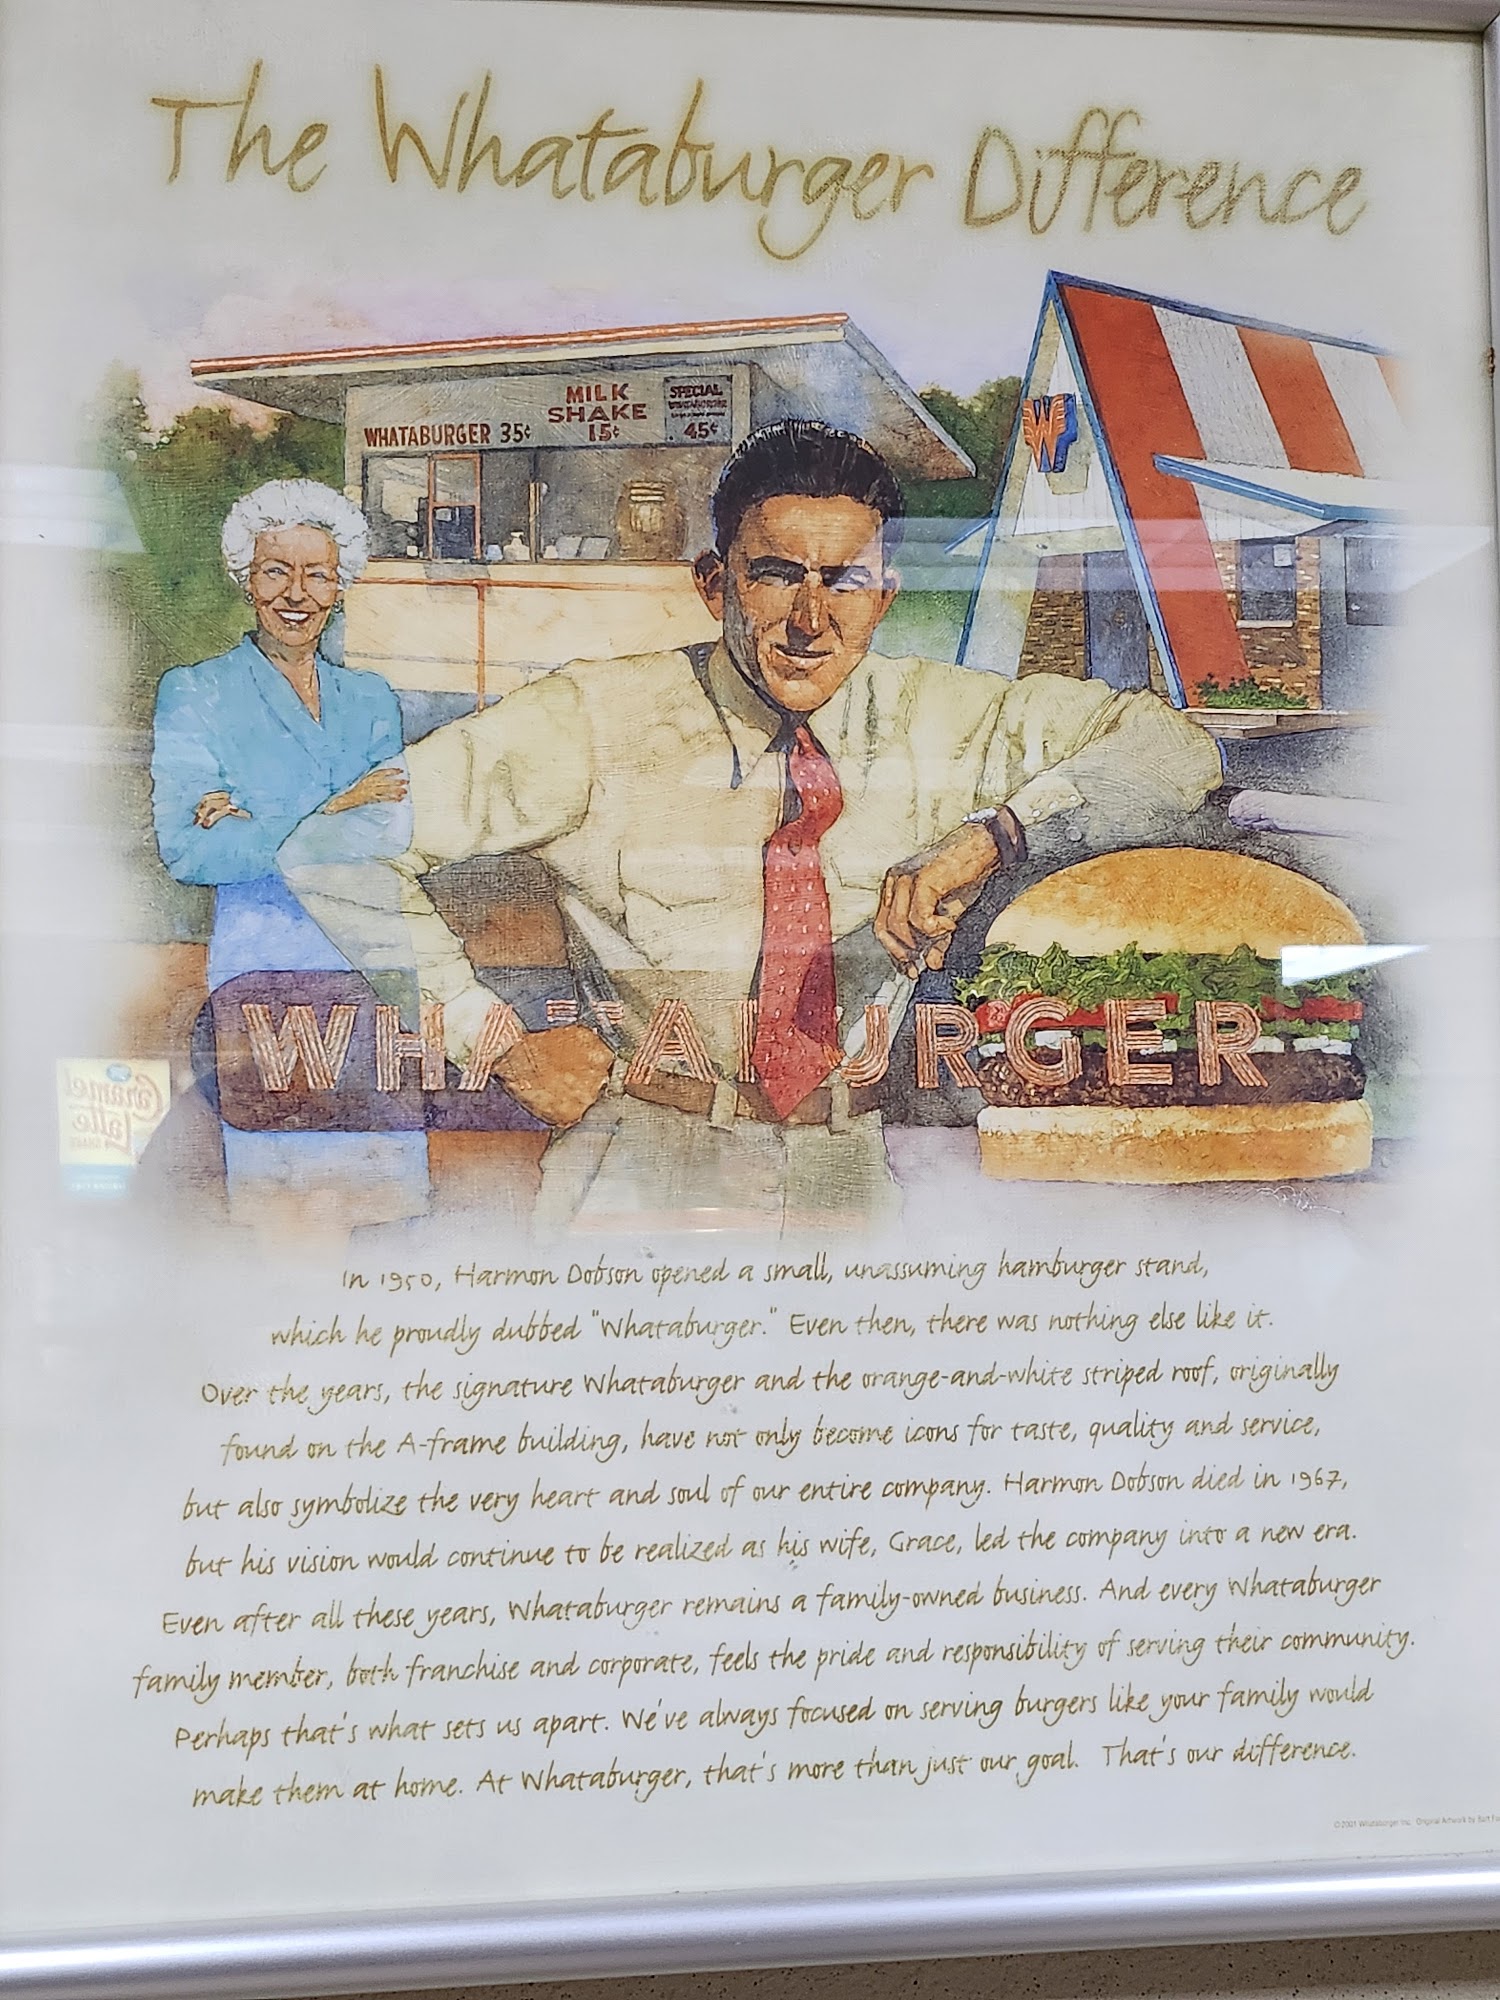 The Whataburger Difference
MILK
SHAKE
15¢
WHATABURGER 35¢
SPECIAL
45¢
W
WHATABURGER
Caramel
Latte
In 1950, Harmon Dobson opened a small, unassuming hamburger stand,
which he proudly dubbed "Whataburger." Even then, there was nothing else like it.
Over the years, the signature Whataburger and the orange-and-white striped roof, originally
found on the A-frame building, have not only become icons for taste, quality and service,
but also symbolize the very heart and soul of our entire company. Harmon Dobson died in 1967,
but his vision would continue to be realized as his wife, Grace, led the company into a new era.
Even after all these years, Whataburger remains a family-owned business. And every Whataburger
family member, both franchise and corporate, feels the pride and responsibility of serving their community.
Perhaps that's what sets us apart. We've always focused on serving burgers like your family would
make them at home. At Whataburger, that's more than just our goal. That's our difference.
©2001 Whataburger Inc. Original Artwork by